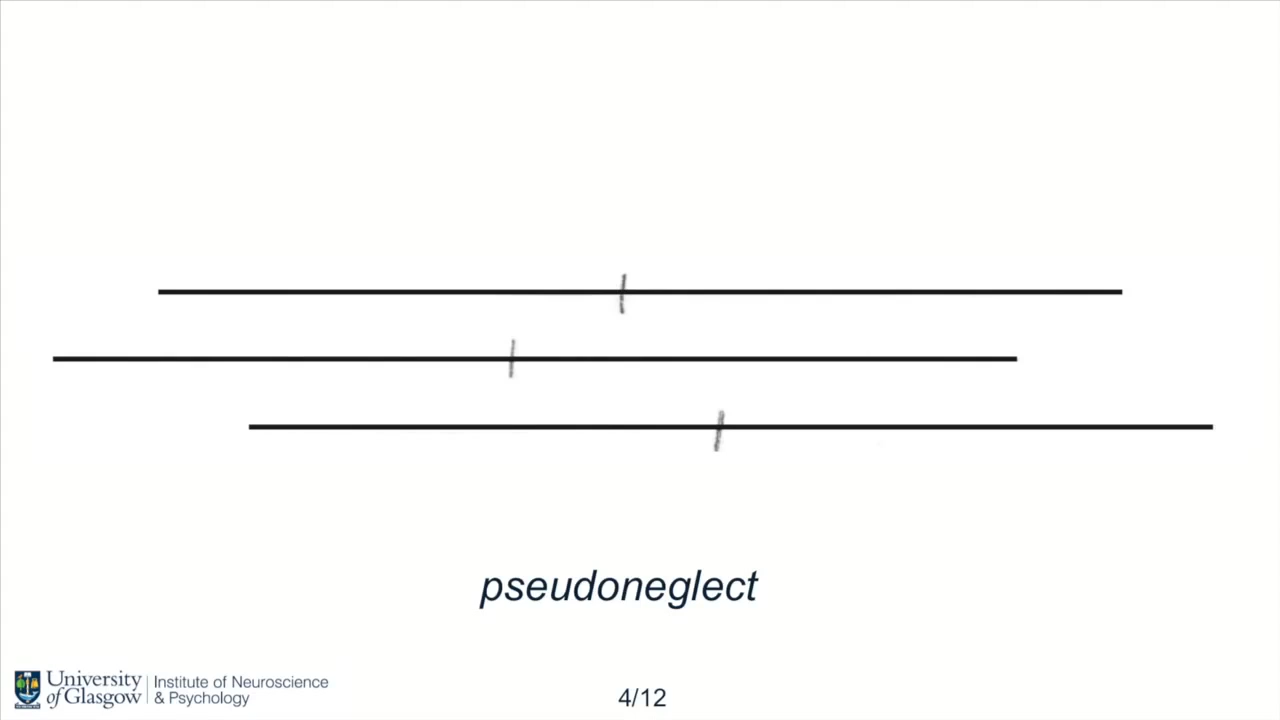 pseudoneglect
University
of Glasgow
Institute of Neuroscience
& Psychology
4/12